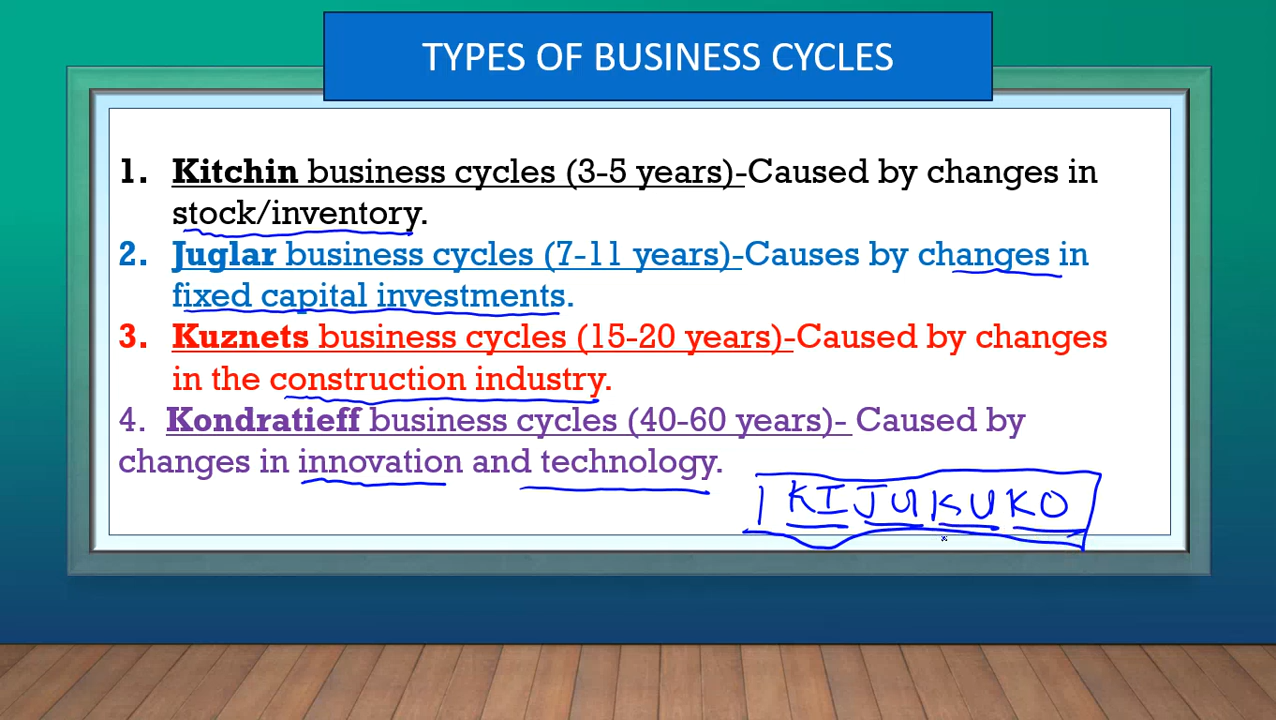 TYPES OF BUSINESS CYCLES
1. Kitchin business cycles (3-5 years)-Caused by changes in
stock/inventory.
2. Juglar business cycles (7-11 years)-Causes by changes in
fixed capital investments.
3. Kuznets business cycles (15-20 years)-Caused by changes
in the construction industry.
4. Kondratieff business cycles (40-60 years)- Caused by
changes in innovation and technology.
KIJUKUKO